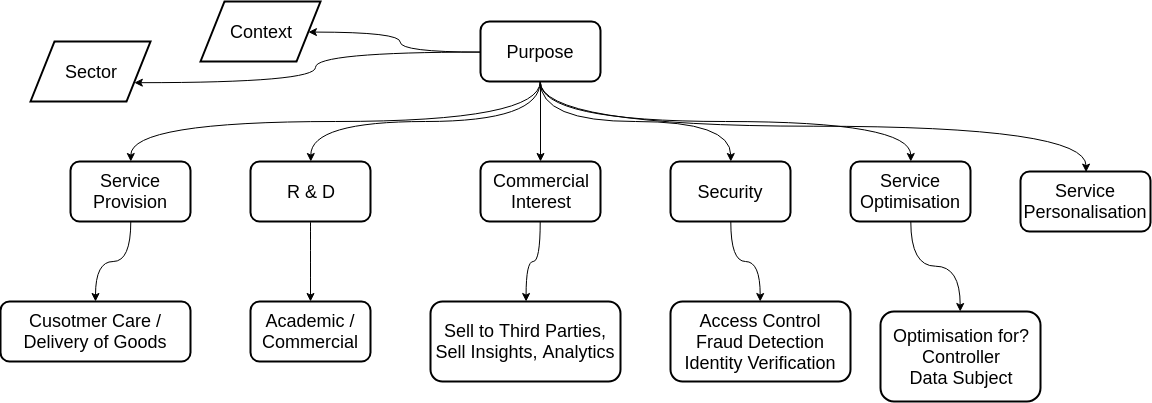 Context
Purpose
Sector
Service
Provision
R & D
Commercial
Interest
Security
Service
Optimisation
Service
Personalisation
Cusotmer Care /
Delivery of Goods
Academic /
Commercial
Sell to Third Parties,
Sell Insights, Analytics
Access Control
Fraud Detection
Identity Verification
Optimisation for?
Controller
Data Subject